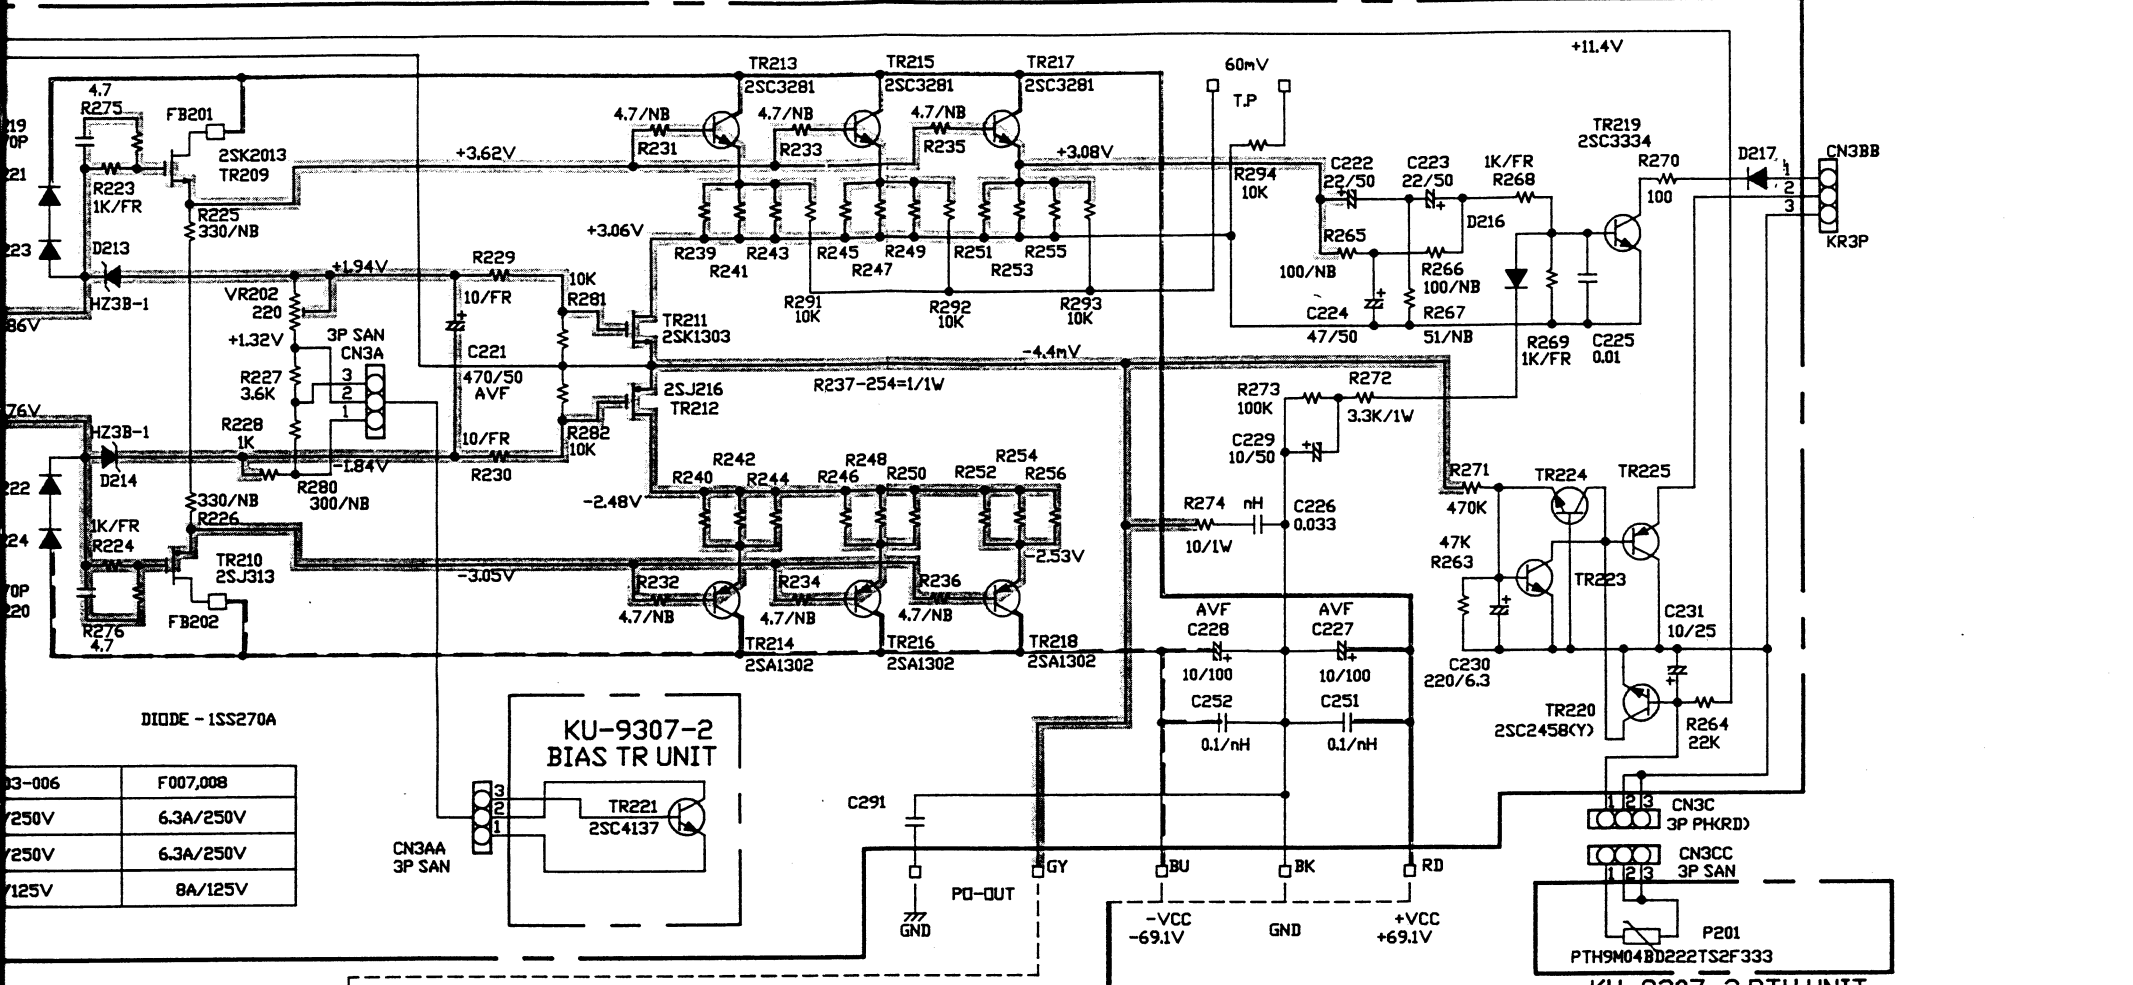 +11.4V
4.7
R275
FB201
2SK2013
TR209
R223
1K/FR
R225
330/NB
D213
HZ3B-1
VR202
220
+1.94V
+1.32V
3P SAN
CN3A
R227
3.6K
3
2
1
R228
1K
HZ3B-1
D214
-1.84V
R280
300/NB
330/NB
R226
1K/FR
R224
TR210
2SJ313
FB202
R276
4.7
+3.62V
TR213
2SC3281
TR215
2SC3281
TR217
2SC3281
4.7/NB
R231
4.7/NB
R233
4.7/NB
R235
+3.08V
+3.06V
R239
R241
R243
R245
R247
R249
R251
R253
R255
R291
10K
R292
10K
R293
10K
60mV
T.P
R294
10K
R229
10/FR
10K
R281
TR211
2SK1303
C221
470/50
AVF
2SJ216
TR212
R237-254=1/1W
-4.4mV
10/FR
R230
R282
10K
-2.48V
R240
R242
R244
R246
R248
R250
R252
R254
R256
-2.53V
-3.05V
R232
4.7/NB
R234
4.7/NB
R236
4.7/NB
TR214
2SA1302
TR216
2SA1302
TR218
2SA1302
C222
22/50
C223
22/50
1K/FR
R268
D216
R265
100/NB
R266
100/NB
C224
47/50
R267
51/NB
R269
1K/FR
C225
0.01
TR219
2SC3334
R270
100
D217
CN3BB
1
2
3
KR3P
R273
100K
R272
3.3K/1W
C229
10/50
R274
10/1W
nH
C226
0.033
R271
470K
47K
R263
TR224
TR225
TR223
C230
220/6.3
C231
10/25
TR220
2SC2458(Y)
R264
22K
AVF
C228
10/100
AVF
C227
10/100
C252
0.1/nH
C251
0.1/nH
1 2 3
CN3C
3P PH(RD)
CN3CC
3P SAN
1 2 3
P201
PTH9M04BD222TS2F333
DIODE - 1SS270A
F007,008
6.3A/250V
6.3A/250V
8A/125V
KU-9307-2
BIAS TR UNIT
3
2
1
TR221
2SC4137
CN3AA
3P SAN
C291
GND
PO-OUT
GY
BU
BK
RD
-VCC
-69.1V
GND
+VCC
+69.1V